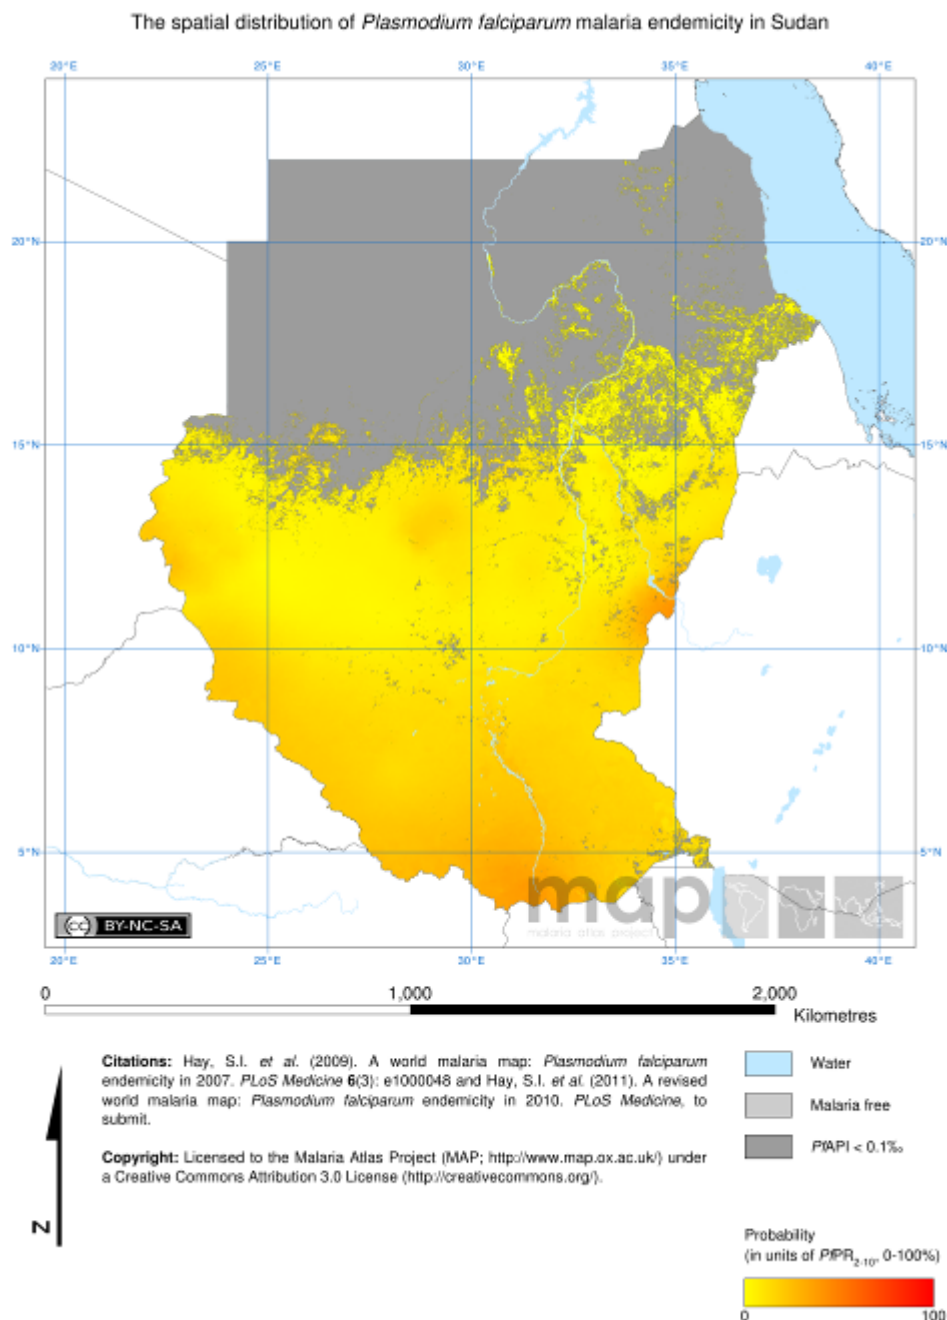 The spatial distribution of Plasmodium falciparum malaria endemicity in Sudan
20°E 25°E 30°E 35°E 40°E
20°N 20°N
15°N 15°N
10°N 10°N
5°N 5°N
map
malaria atlas project
cc BY-NC-SA
20°E 25°E 30°E 35°E 40°E
0 1,000 2,000
Kilometres
Citations: Hay, S.I. et al. (2009). A world malaria map: Plasmodium falciparum
endemicity in 2007. PLoS Medicine 6(3): e1000048 and Hay, S.I. et al. (2011). A revised
world malaria map: Plasmodium falciparum endemicity in 2010. PLoS Medicine, to
submit.
Copyright: Licensed to the Malaria Atlas Project (MAP; http://www.map.ox.ac.uk/) under
a Creative Commons Attribution 3.0 License (http://creativecommons.org/).
Water
Malaria free
PfAPI < 0.1‰
N
Probability
(in units of PfPR2-10, 0-100%)
0 100